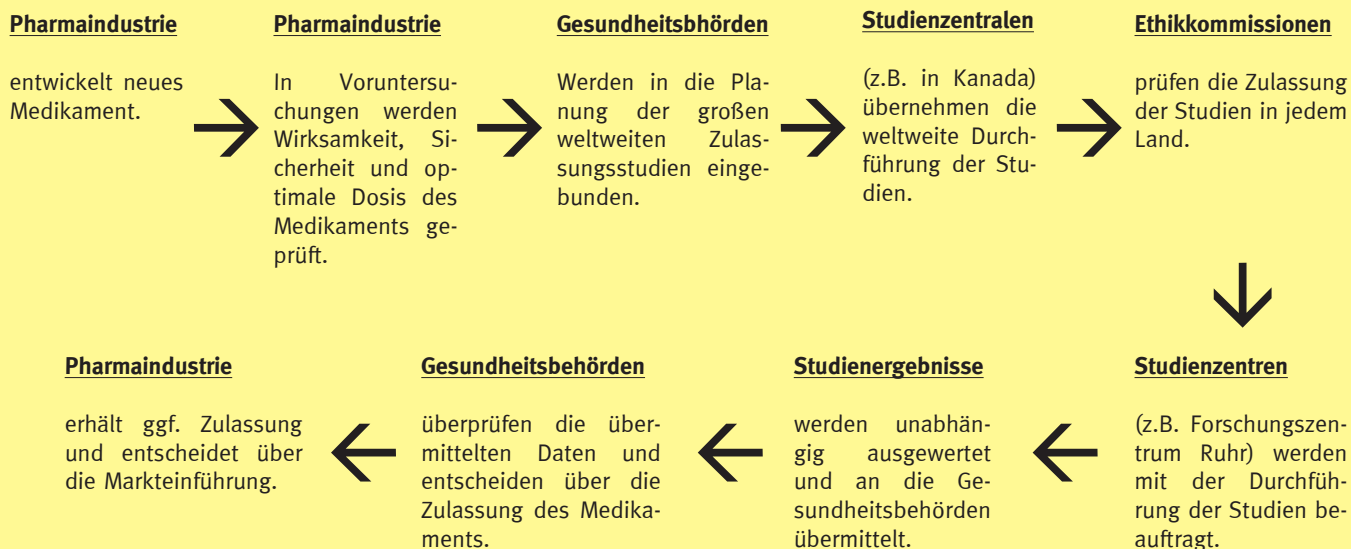 Pharmaindustrie
entwickelt neues
Medikament.
Pharmaindustrie
In Voruntersu-
chungen werden
Wirksamkeit, Si-
cherheit und op-
timale Dosis des
Medikaments ge-
prüft.
Gesundheitsbhörden
Werden in die Pla-
nung der großen
weltweiten Zulas-
sungsstudien einge-
bunden.
Studienzentralen
(z.B. in Kanada)
übernehmen die
weltweite Durch-
führung der Stu-
dien.
Ethikkommissionen
prüfen die Zulassung
der Studien in jedem
Land.
Studienzentren
(z.B. Forschungszen-
trum Ruhr) werden
mit der Durchfüh-
rung der Studien be-
auftragt.
Studienergebnisse
werden unabhän-
gig ausgewertet
und an die Ge-
sundheitsbehörden
übermittelt.
Gesundheitsbehörden
überprüfen die über-
mittelten Daten und
entscheiden über die
Zulassung des Medika-
ments.
Pharmaindustrie
erhält ggf. Zulassung
und entscheidet über
die Markteinführung.